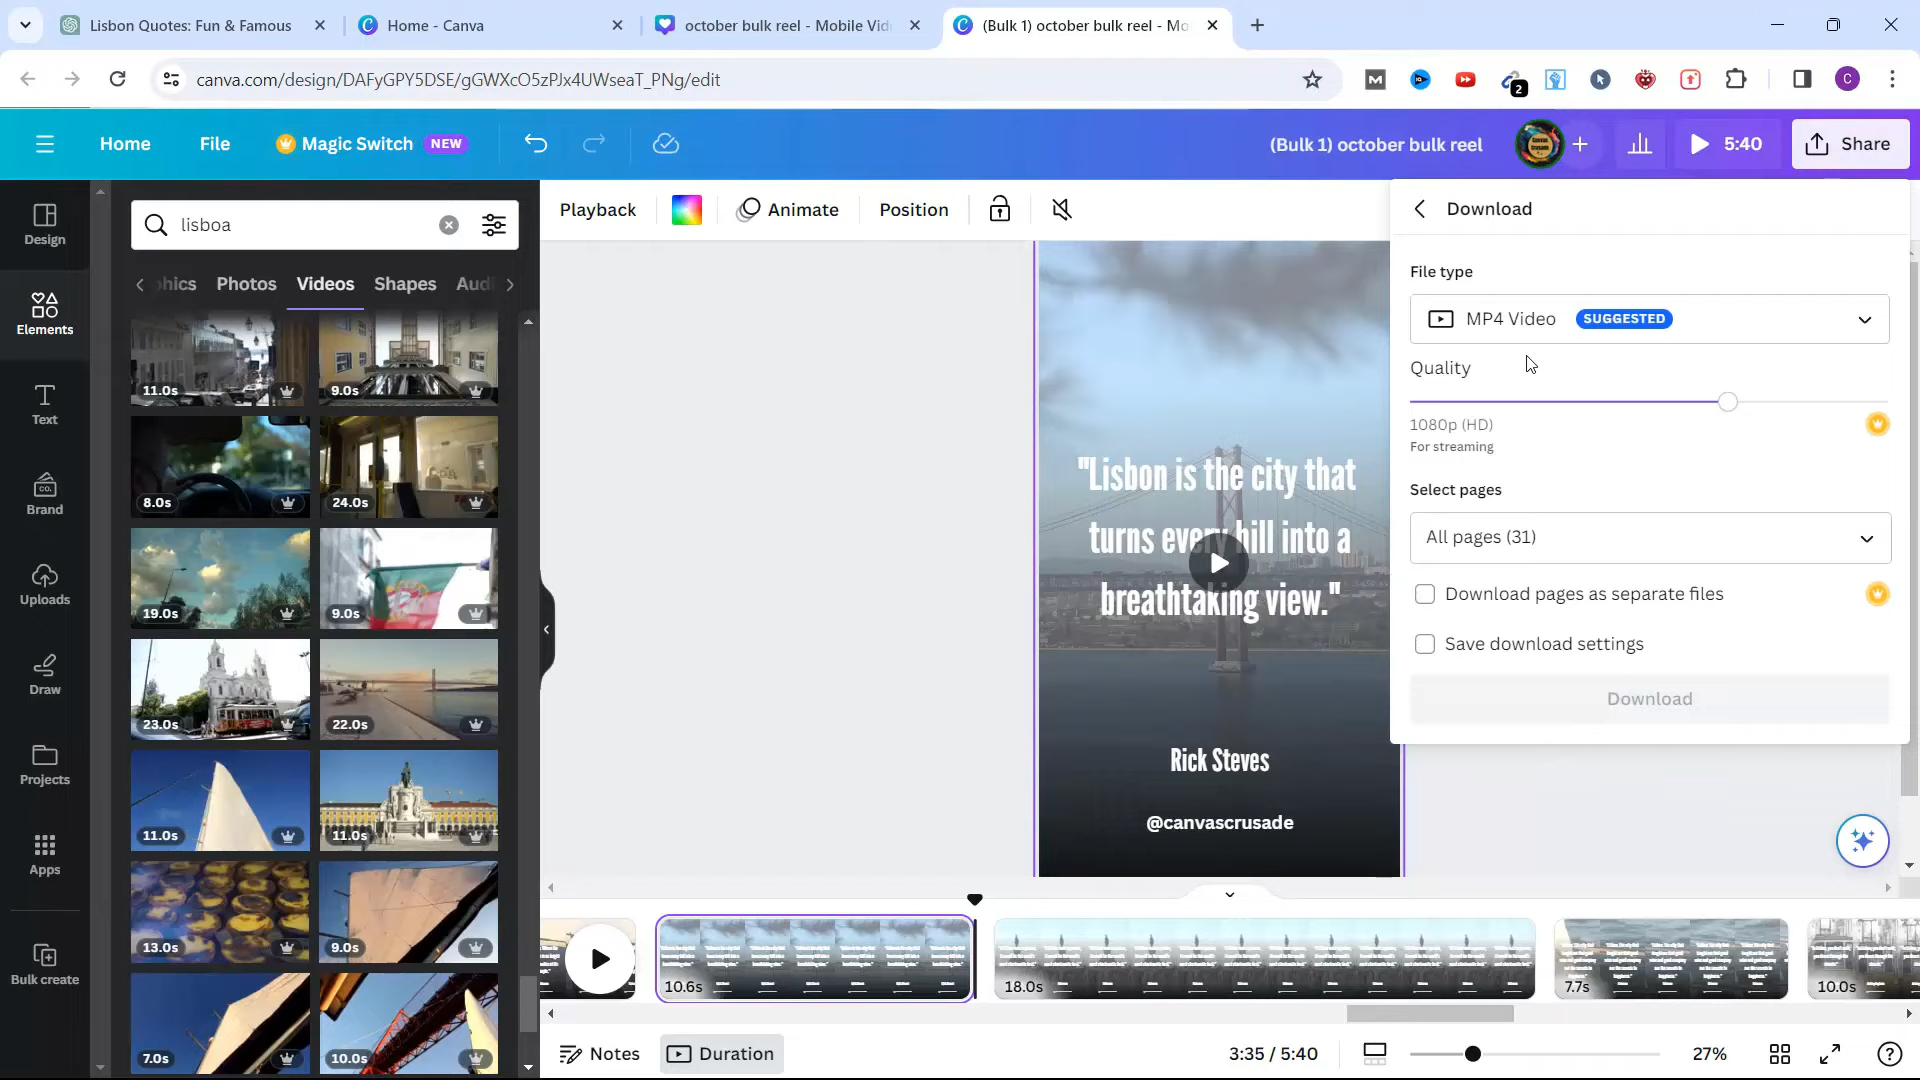 Lisbon Quotes: Fun & Famous
Home - Canva
october bulk reel - Mobile Vid
(Bulk 1) october bulk reel - Mo
canva.com/design/DAFyGPY5DSE/gGWXcO5zPJx4UWseaT_PNg/edit
2
C
Home
File
Magic Switch
NEW
(Bulk 1) october bulk reel
5:40
Share
Design
Elements
Text
Brand
Uploads
Draw
Projects
Apps
Bulk create
lisboa
hics
Photos
Videos
Shapes
Audi
11.0s
9.0s
8.0s
24.0s
19.0s
9.0s
23.0s
22.0s
11.0s
11.0s
13.0s
9.0s
7.0s
10.0s
Playback
Animate
Position
"Lisbon is the city that
turns every hill into a
breathtaking view."
Rick Steves
@canvascrusade
Download
File type
MP4 Video
SUGGESTED
Quality
1080p (HD)
For streaming
Select pages
All pages (31)
Download pages as separate files
Save download settings
Download
10.6s
18.0s
7.7s
10.0s
Notes
Duration
3:35 / 5:40
27%